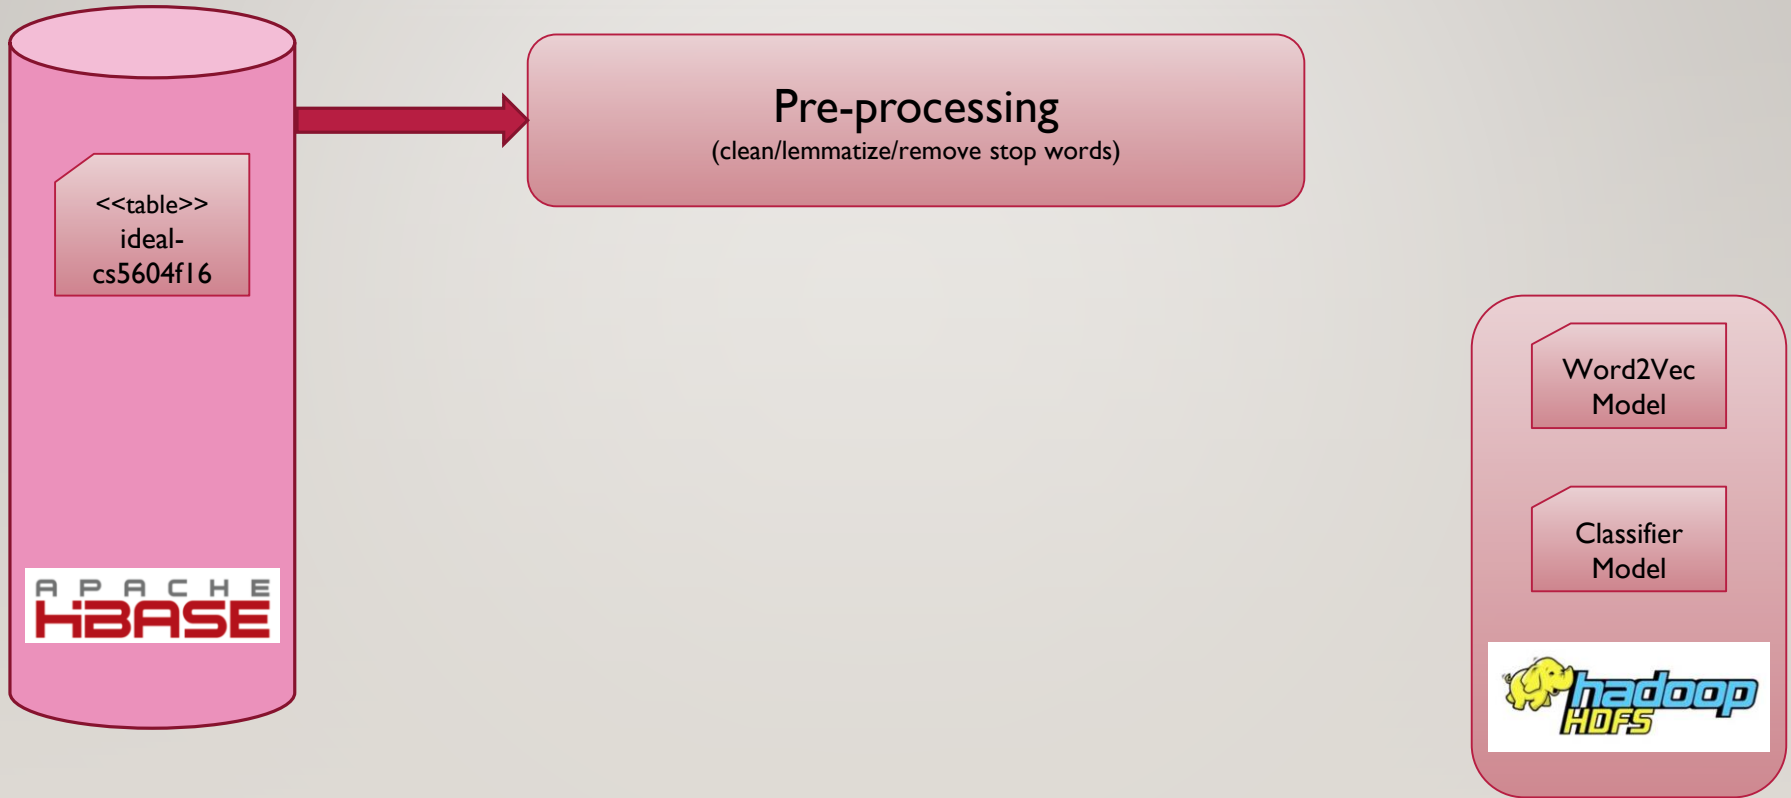 Pre-processing
(clean/lemmatize/remove stop words)
<<table>>
ideal-
cs5604f16
APACHE
HBASE
Word2Vec
Model
Classifier
Model
hadoop
HDFS